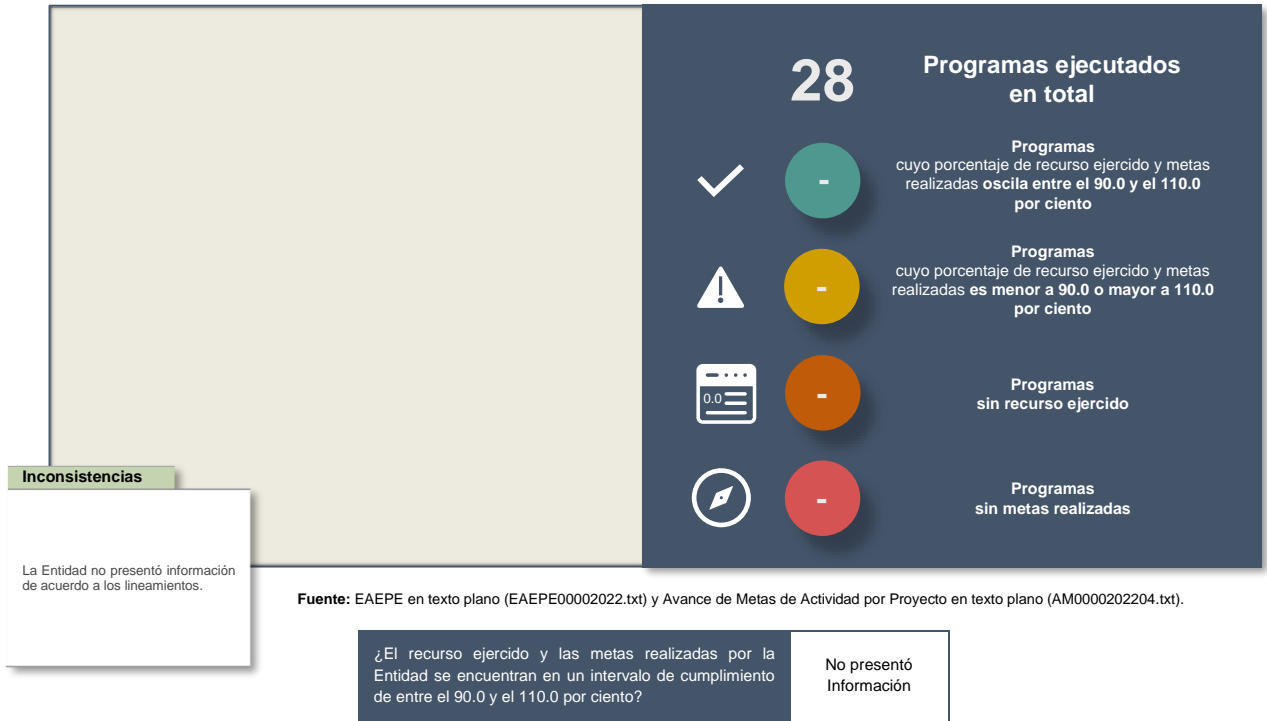 28
Programas ejecutados
en total
-
Programas
cuyo porcentaje de recurso ejercido y metas
realizadas oscila entre el 90.0 y el 110.0
por ciento
-
Programas
cuyo porcentaje de recurso ejercido y metas
realizadas es menor a 90.0 o mayor a 110.0
por ciento
0.0
-
Programas
sin recurso ejercido
-
Programas
sin metas realizadas
Inconsistencias
La Entidad no presentó información
de acuerdo a los lineamientos.
Fuente: EAEPE en texto plano (EAEPE00002022.txt) y Avance de Metas de Actividad por Proyecto en texto plano (AM0000202204.txt).
¿El recurso ejercido y las metas realizadas por la
Entidad se encuentran en un intervalo de cumplimiento
de entre el 90.0 y el 110.0 por ciento?
No presentó
Información